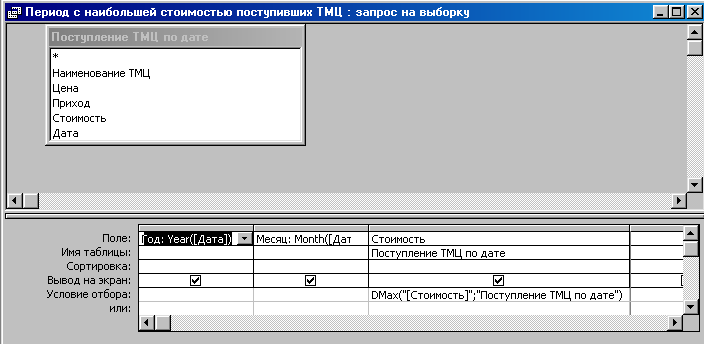 Период с наибольшей стоимостью поступивших ТМЦ : запрос на выборку
Поступление ТМЦ по дате
*
Наименование ТМЦ
Цена
Приход
Стоимость
Дата
Поле: Год: Year([Дата]) Месяц: Month([Дат Стоимость
Имя таблицы: Поступление ТМЦ по дате
Сортировка:
Вывод на экран:
Условие отбора: DMax("[Стоимость]";"Поступление ТМЦ по дате")
или: